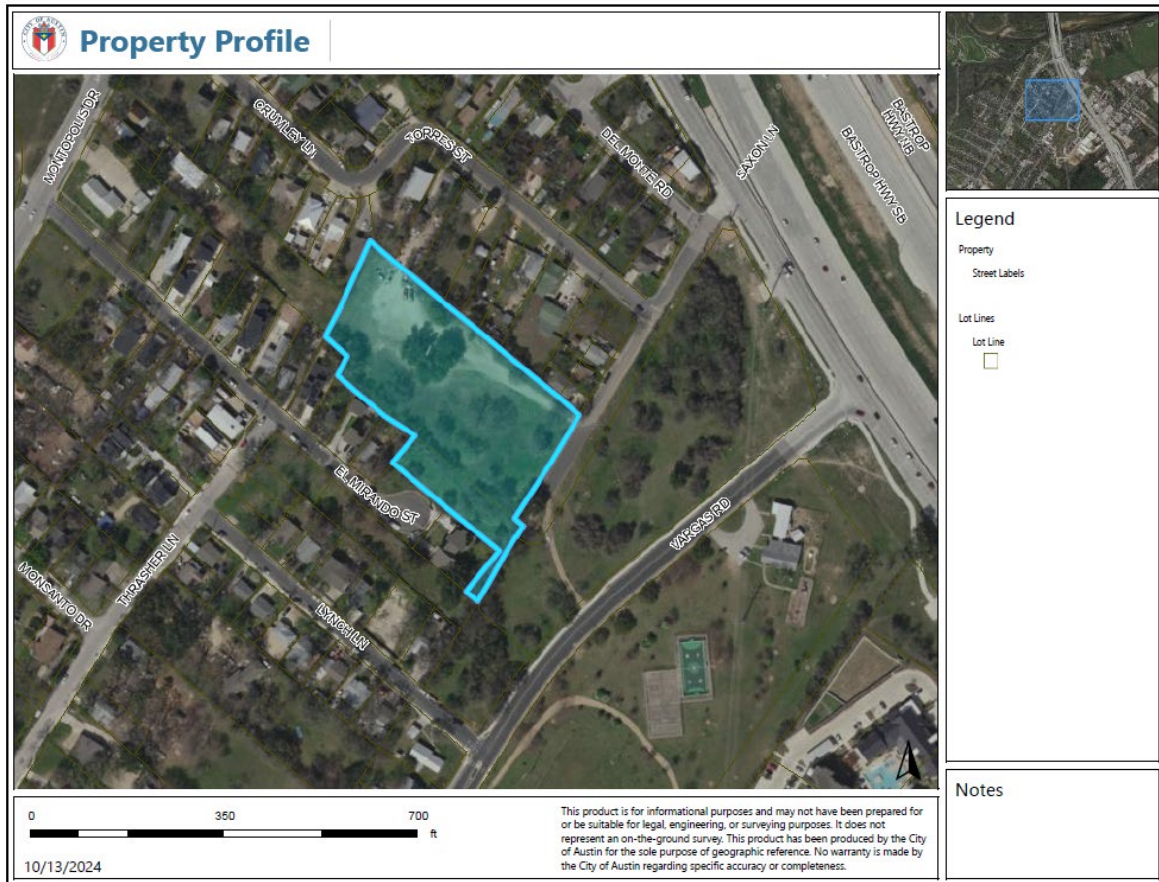 CITY OF AUSTIN
Property Profile
MONTOPOLIS DR
CRUMLEY LN
TORRES ST
DEL MONTE RD
SAXON LN
BASTROP HWY SB
BASTROP
HWY NB
EL MIRANDO ST
VARGAS RD
THRASHER LN
MONSANTO DR
LYNCH LN
Legend
Property
Street Labels
Lot Lines
Lot Line
Notes
0 350 700
ft
10/13/2024
This product is for informational purposes and may not have been prepared for
or be suitable for legal, engineering, or surveying purposes. It does not
represent an on-the-ground survey. This product has been produced by the City
of Austin for the sole purpose of geographic reference. No warranty is made by
the City of Austin regarding specific accuracy or completeness.